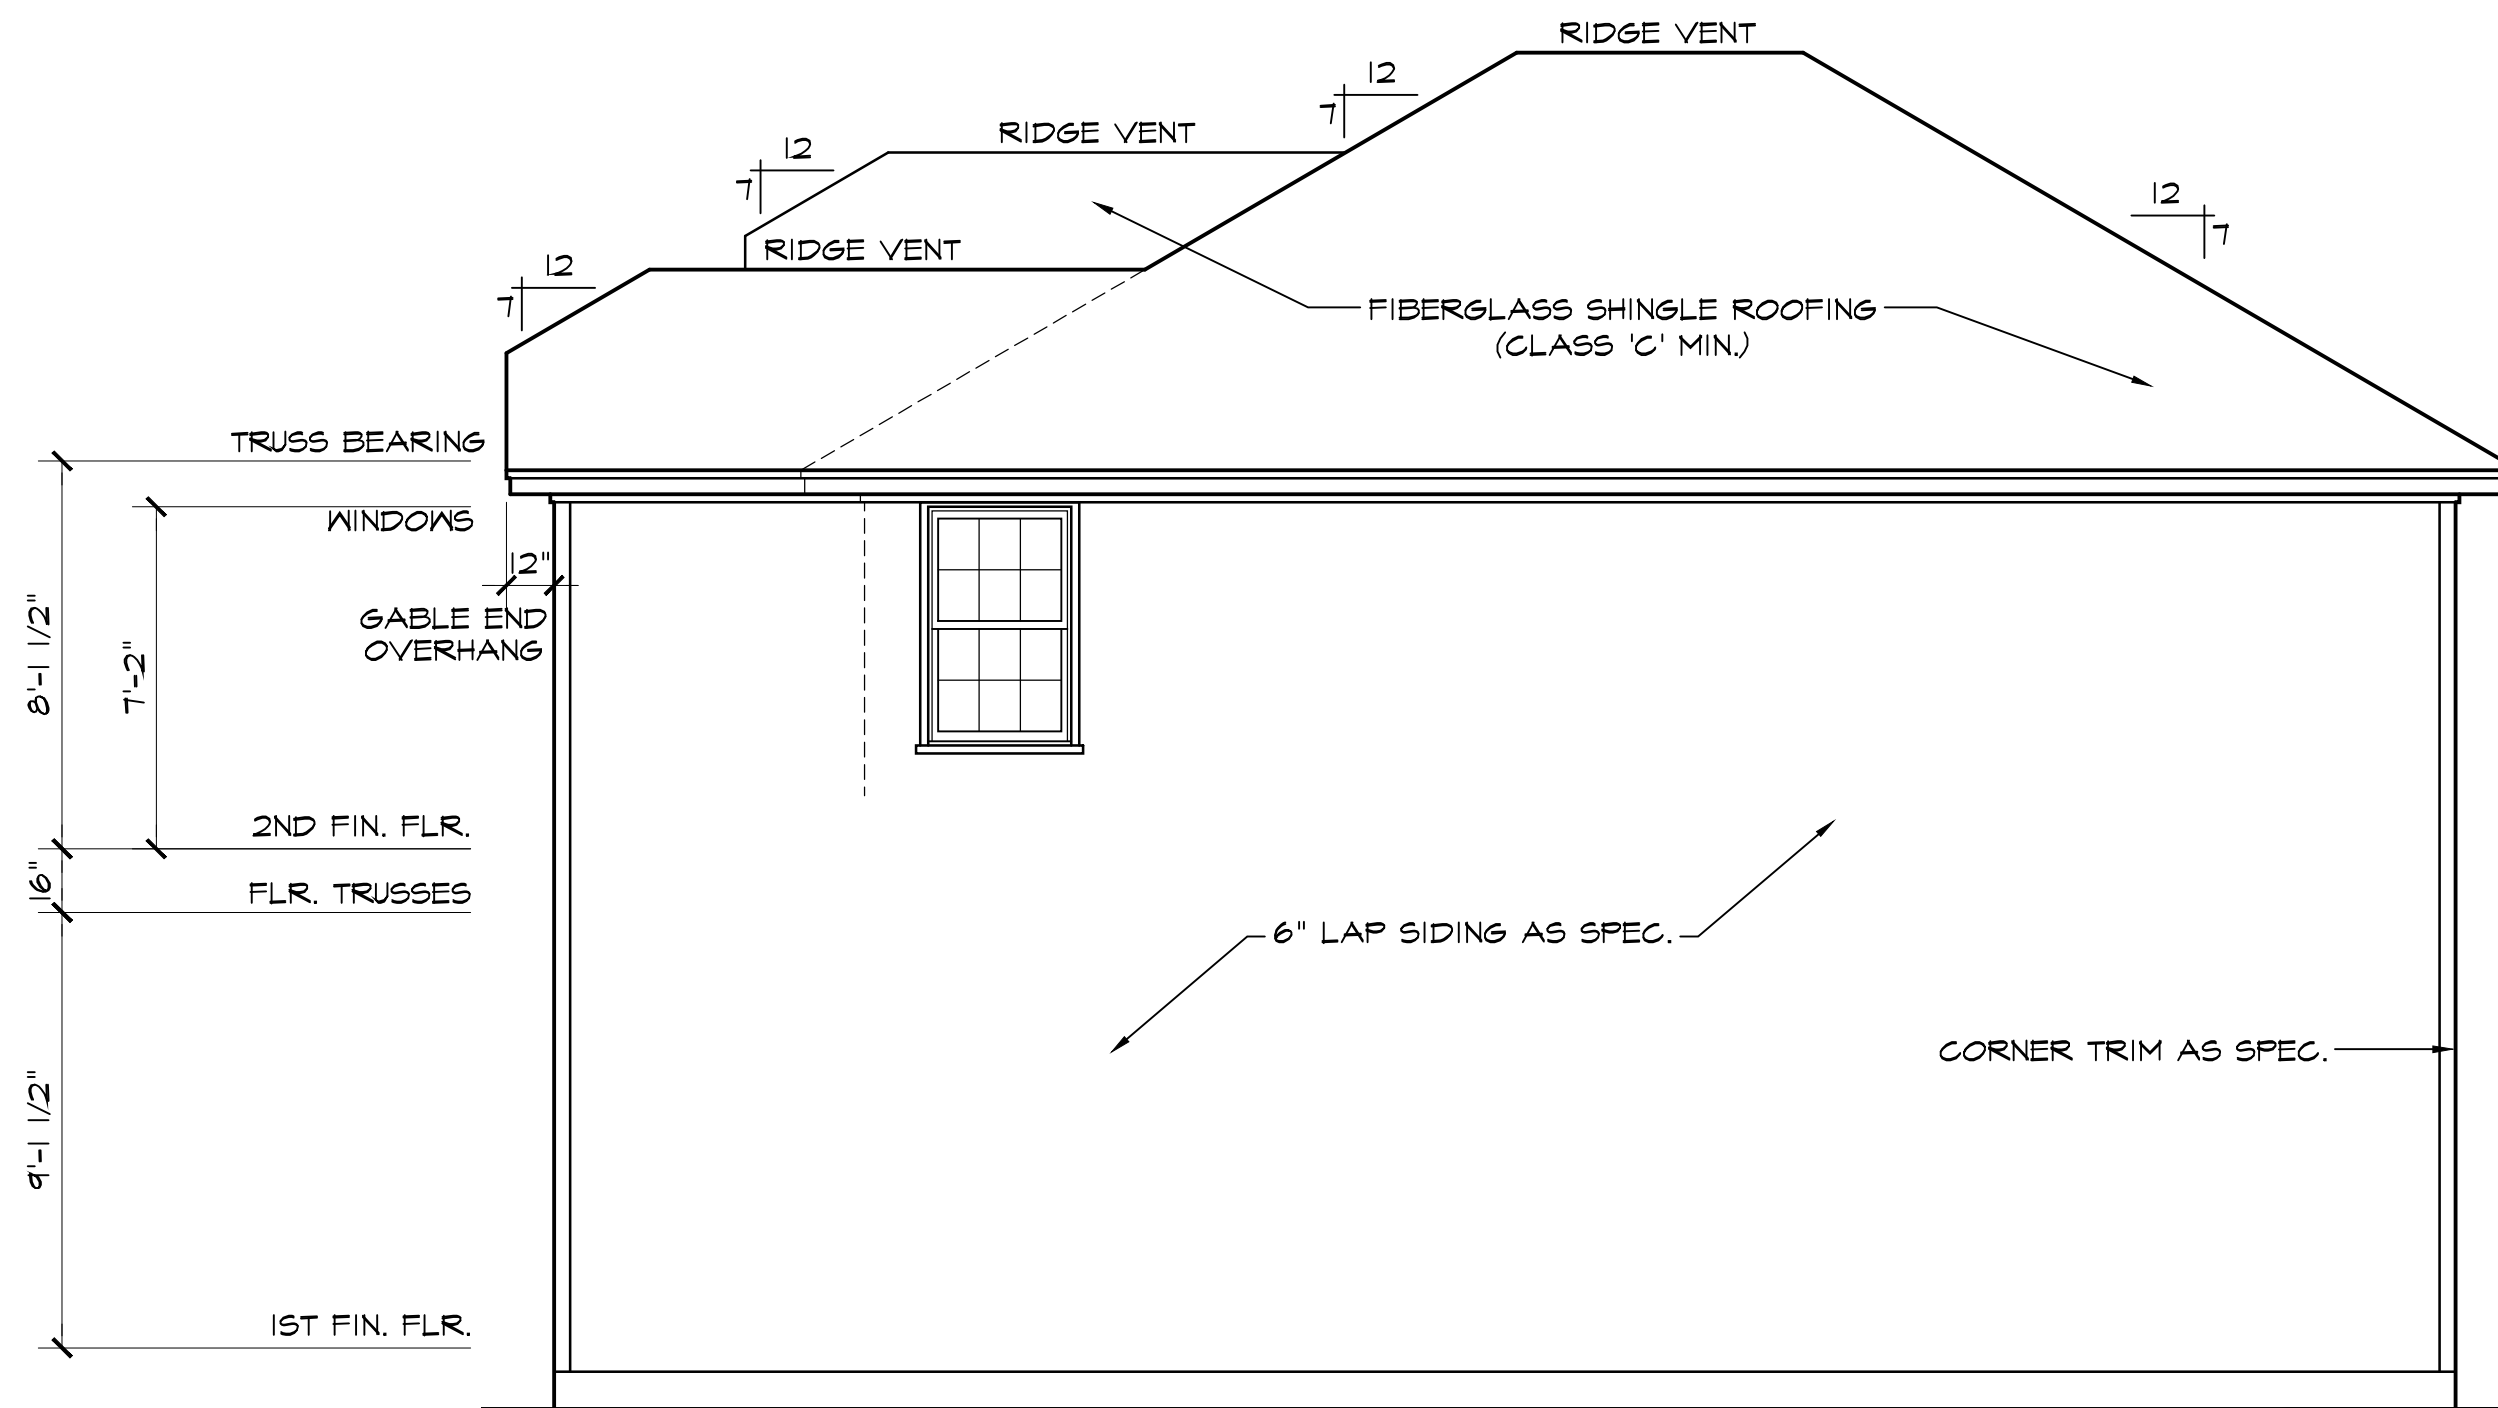 RIDGE VENT
12
7
RIDGE VENT
12
7
12
7
RIDGE VENT
12
7
FIBERGLASS SHINGLE ROOFING
(CLASS 'C' MIN.)
TRUSS BEARING
WINDOWS
12"
GABLE END
OVERHANG
8'-1 1/2"
7'-2"
2ND FIN. FLR.
16"
FLR. TRUSSES
6" LAP SIDING AS SPEC.
CORNER TRIM AS SPEC.
9'-1 1/2"
1ST FIN. FLR.